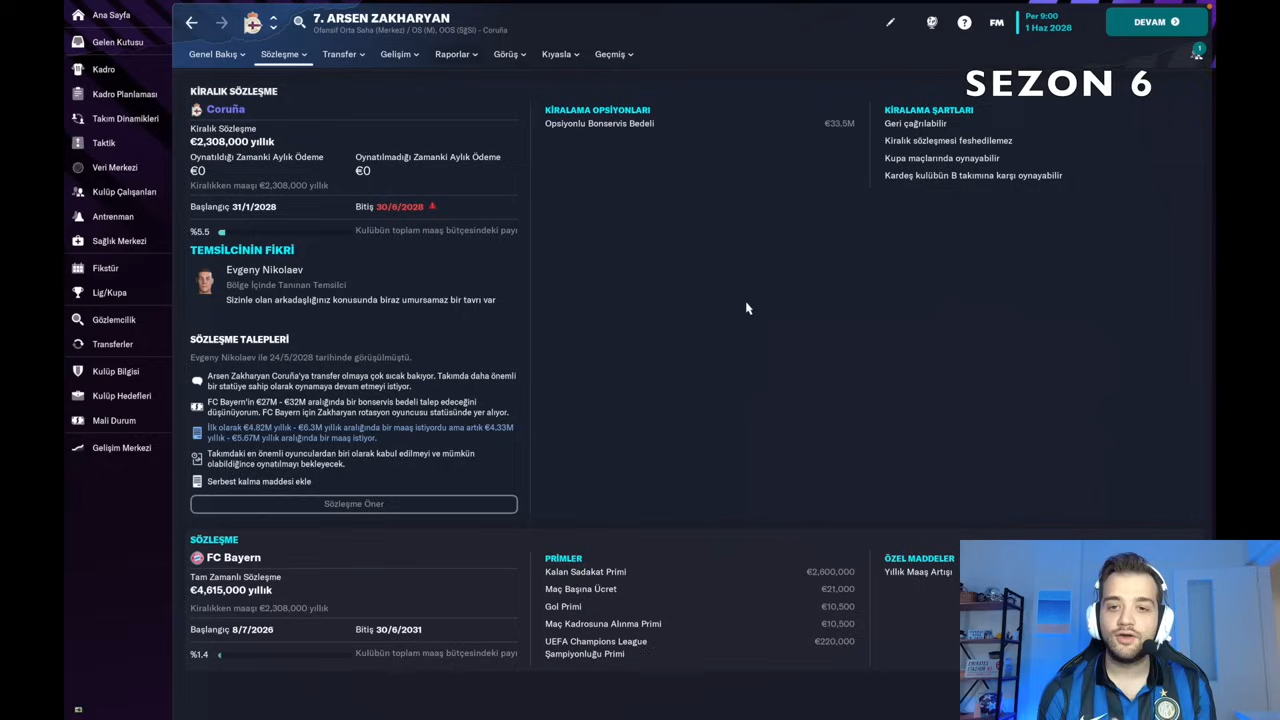 Ana Sayfa
Gelen Kutusu
Kadro
Kadro Planlaması
Takım Dinamikleri
Taktik
Veri Merkezi
Kulüp Çalışanları
Antrenman
Sağlık Merkezi
Fikstür
Lig/Kupa
Gözlemcilik
Transferler
Kulüp Bilgisi
Kulüp Hedefleri
Mali Durum
Gelişim Merkezi
7. ARSEN ZAKHARYAN
Ofansif Orta Saha (Merkez) / OS (M), OOS (SğSl) - Coruña
FM
Per 9:00
1 Haz 2028
DEVAM
Genel Bakış
Sözleşme
Transfer
Gelişim
Raporlar
Görüş
Kıyasla
Geçmiş
1
SEZON 6
KİRALIK SÖZLEŞME
Coruña
Kiralık Sözleşme
€2,308,000 yıllık
Oynatıldığı Zamanki Aylık Ödeme
Oynatılmadığı Zamanki Aylık Ödeme
€0
€0
Kiralıkken maaşı €2,308,000 yıllık
Başlangıç 31/1/2028
Bitiş 30/6/2028
%5.5
Kulübün toplam maaş bütçesindeki payı
KİRALAMA OPSİYONLARI
Opsiyonlu Bonservis Bedeli
€33.5M
KİRALAMA ŞARTLARI
Geri çağrılabilir
Kiralık sözleşmesi feshedilemez
Kupa maçlarında oynayabilir
Kardeş kulübün B takımına karşı oynayabilir
TEMSİLCİNİN FİKRİ
Evgeny Nikolaev
Bölge İçinde Tanınan Temsilci
Sizinle olan arkadaşlığınız konusunda biraz umursamaz bir tavrı var
SÖZLEŞME TALEPLERİ
Evgeny Nikolaev ile 24/5/2028 tarihinde görüşülmüştü.
Arsen Zakharyan Coruña'ya transfer olmaya çok sıcak bakıyor. Takımda daha önemli
bir statüye sahip olarak oynamaya devam etmeyi istiyor.
FC Bayern'in €27M - €32M aralığında bir bonservis bedeli talep edeceğini
düşünüyorum. FC Bayern için Zakharyan rotasyon oyuncusu statüsünde yer alıyor.
İlk olarak €4.82M yıllık - €6.3M yıllık aralığında bir maaş istiyordu ama artık €4.33M
yıllık - €5.67M yıllık aralığında bir maaş istiyor.
Takımdaki en önemli oyunculardan biri olarak kabul edilmeyi ve mümkün
olabildiğince oynatılmayı bekleyecek.
Serbest kalma maddesi ekle
Sözleşme Öner
SÖZLEŞME
FC Bayern
Tam Zamanlı Sözleşme
€4,615,000 yıllık
Kiralıkken maaşı €2,308,000 yıllık
Başlangıç 8/7/2026
Bitiş 30/6/2031
%1.4
Kulübün toplam maaş bütçesindeki payı
PRİMLER
Kalan Sadakat Primi
€2,600,000
Maç Başına Ücret
€21,000
Gol Primi
€10,500
Maç Kadrosuna Alınma Primi
€10,500
UEFA Champions League
Şampiyonluğu Primi
€220,000
ÖZEL MADDELER
Yıllık Maaş Artışı